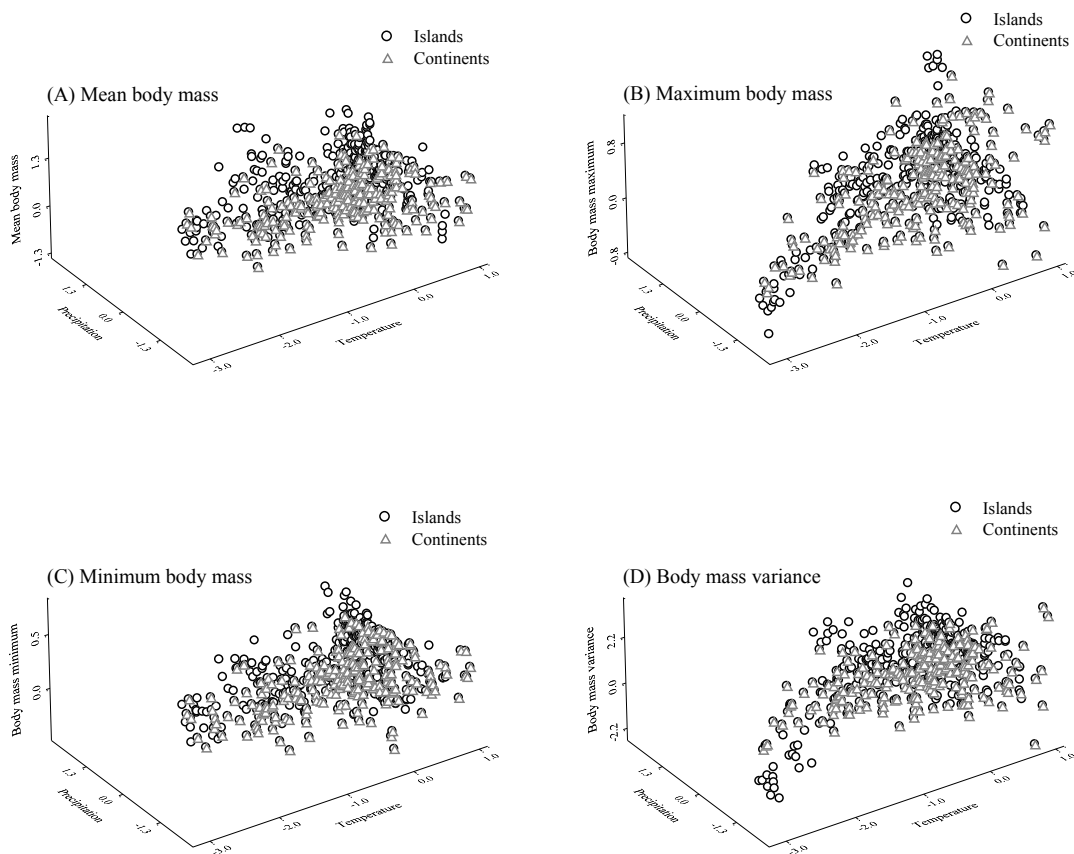 Islands
Continents
(A) Mean body mass
Mean body mass
1.3
0.0
-1.3
Precipitation
1.3
0.0
-1.3
Temperature
-3.0
-2.0
-1.0
0.0
1.0
Islands
Continents
(B) Maximum body mass
Body mass maximum
0.8
0.0
-0.8
Precipitation
1.3
0.0
-1.3
Temperature
-3.0
-2.0
-1.0
0.0
1.0
Islands
Continents
(C) Minimum body mass
Body mass minimum
0.5
0.0
Precipitation
1.3
0.0
-1.3
Temperature
-3.0
-2.0
-1.0
0.0
1.0
Islands
Continents
(D) Body mass variance
Body mass variance
2.2
0.0
-2.2
Precipitation
1.3
0.0
-1.3
Temperature
-3.0
-2.0
-1.0
0.0
1.0